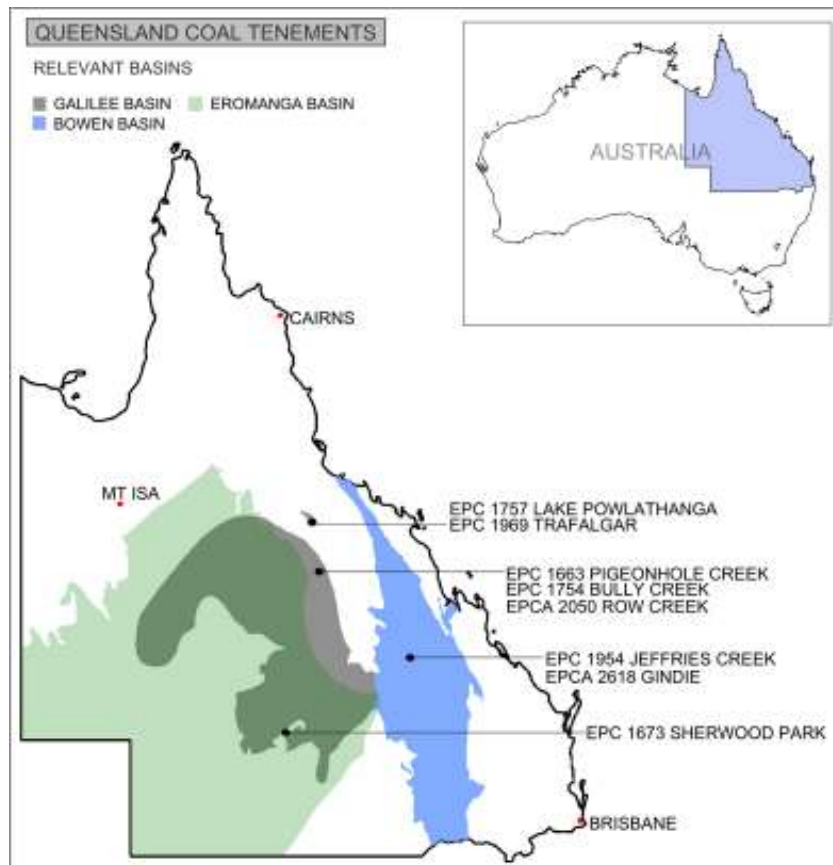 QUEENSLAND COAL TENEMENTS
RELEVANT BASINS
GALILEE BASIN EROMANGA BASIN
BOWEN BASIN
AUSTRALIA
CAIRNS
MT ISA
EPC 1757 LAKE POWLATHANGA
EPC 1969 TRAFALGAR
EPC 1663 PIGEONHOLE CREEK
EPC 1754 BULLY CREEK
EPCA 2050 ROW CREEK
EPC 1954 JEFFRIES CREEK
EPCA 2618 GINDIE
EPC 1673 SHERWOOD PARK
BRISBANE